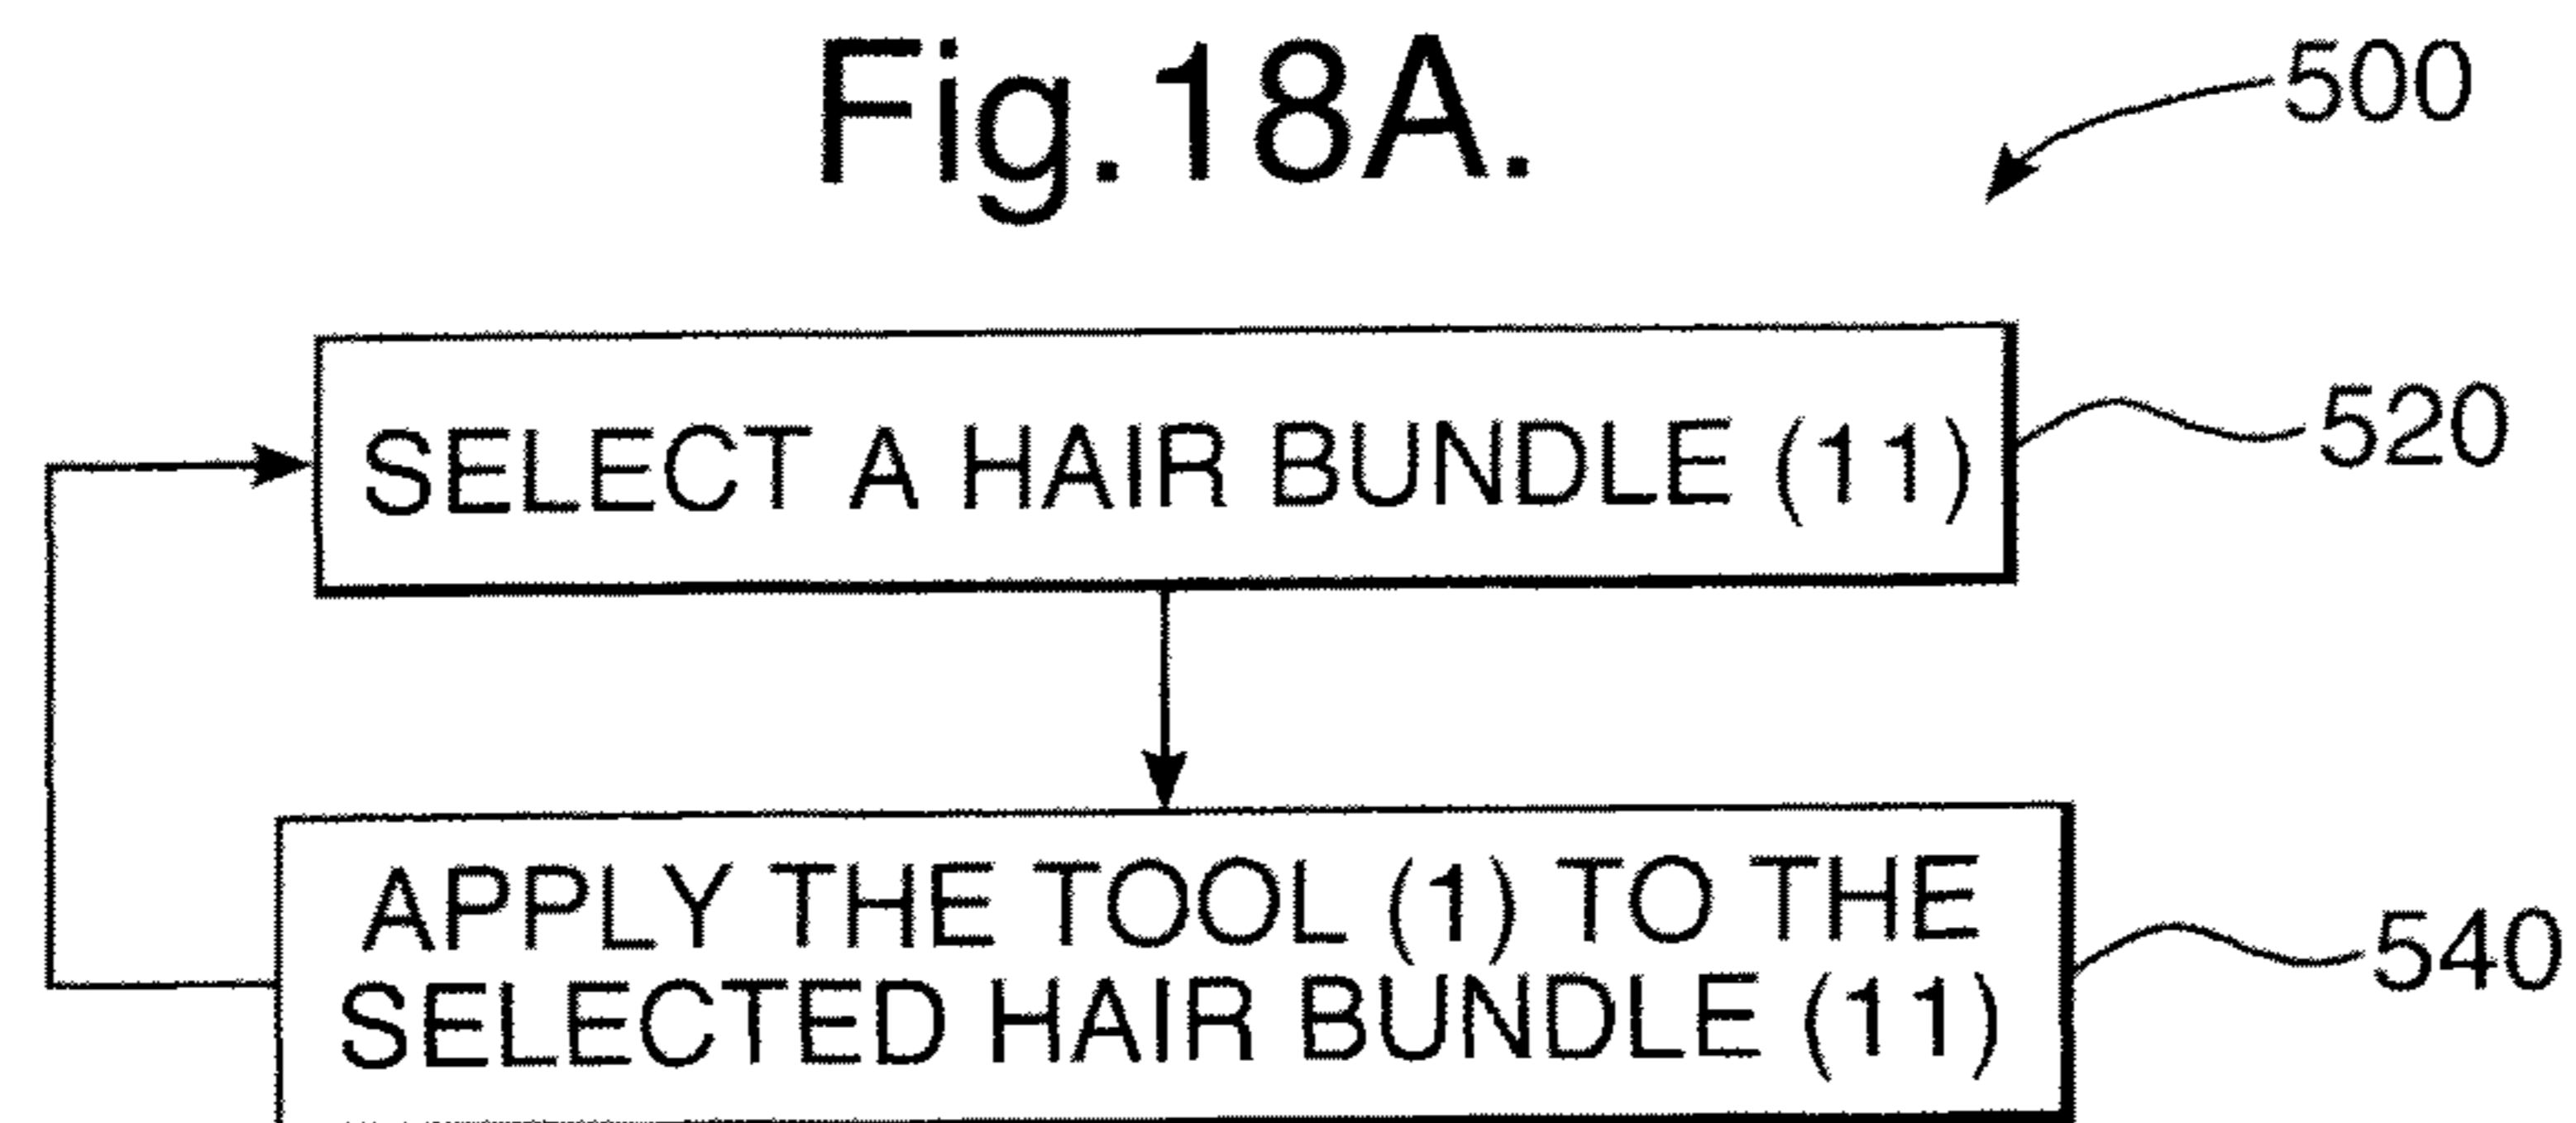 Fig.18A.
500
SELECT A HAIR BUNDLE (11)
520
APPLY THE TOOL (1) TO THE
SELECTED HAIR BUNDLE (11)
540